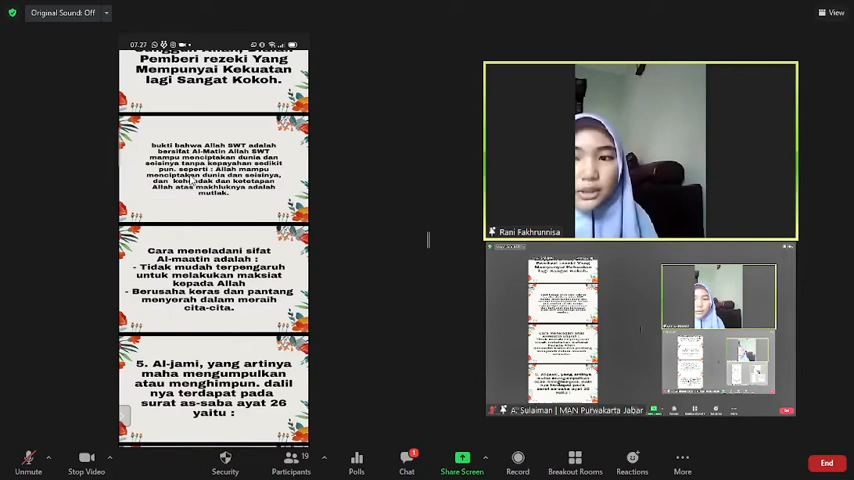 Original Sound: Off
View
07.27
Pemberi rezeki Yang
Mempunyai Kekuatan
lagi Sangat Kokoh.
bukti bahwa Allah SWT adalah
bersifat Al-Matin Allah SWT
mampu menciptakan dunia dan
seisinya tanpa kepayahan sedikit
pun. seperti : Allah mampu
menciptakan dunia dan seisinya,
dan kehendak dan ketetapan
Allah atas makhluknya adalah
mutlak.
Cara meneladani sifat
Al-maatin adalah :
- Tidak mudah terpengaruh
untuk melakukan maksiat
kepada Allah
- Berusaha keras dan pantang
menyerah dalam meraih
cita-cita.
5. Al-jami, yang artinya
maha mengumpulkan
atau menghimpun. dalil
nya terdapat pada
surat as-saba ayat 26
yaitu :
Rani Fakhrunnisa
A. Sulaiman | MAN Purwakarta Jabar
Unmute
Stop Video
Security
Participants
19
Polls
Chat
1
Share Screen
Record
Breakout Rooms
Reactions
More
End